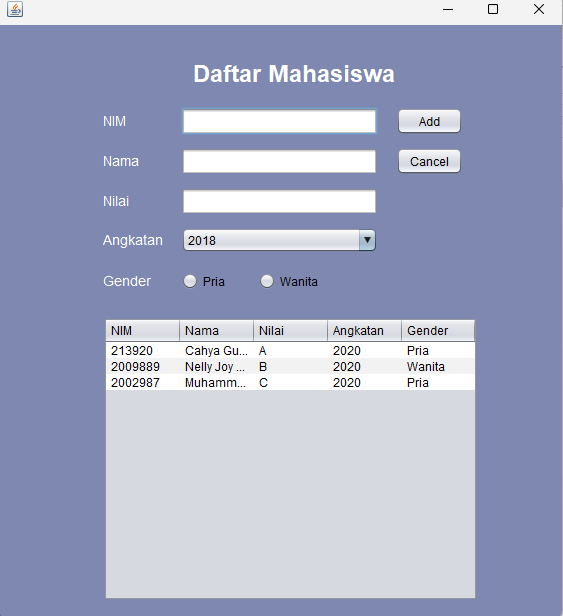 Daftar Mahasiswa
NIM Add
Nama Cancel
Nilai
Angkatan 2018
Gender Pria Wanita
NIM Nama Nilai Angkatan Gender
213920 Cahya Gu... A 2020 Pria
2009889 Nelly Joy ... B 2020 Wanita
2002987 Muhamm... C 2020 Pria